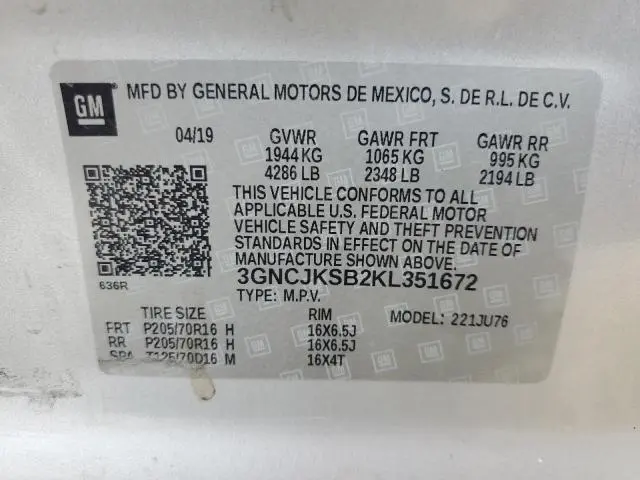 GM
MFD BY GENERAL MOTORS DE MEXICO, S. DE R.L. DE C.V.
04/19 GVWR GAWR FRT GAWR RR
1944 KG 1065 KG 995 KG
4286 LB 2348 LB 2194 LB
THIS VEHICLE CONFORMS TO ALL
APPLICABLE U.S. FEDERAL MOTOR
VEHICLE SAFETY AND THEFT PREVENTION
STANDARDS IN EFFECT ON THE DATE OF
MANUFACTURE SHOWN ABOVE.
3GNCJKSB2KL351672
636R
TYPE: M.P.V.
TIRE SIZE RIM MODEL: 221JU76
FRT P205/70R16 H 16X6.5J
RR P205/70R16 H 16X6.5J
SPA T125/70D16 M 16X4T